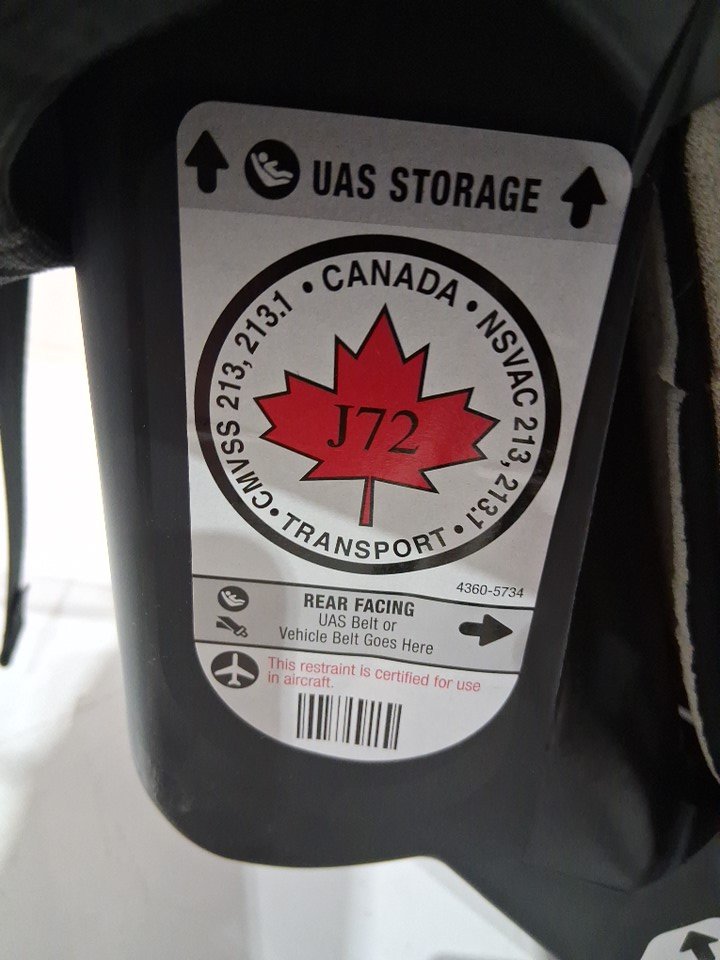 UAS STORAGE
• CANADA •
NSVAC 213, 213.1 •
CMVSS 213, 213.1
• TRANSPORT
J72
4360-5734
REAR FACING
UAS Belt or
Vehicle Belt Goes Here
This restraint is certified for use
in aircraft.